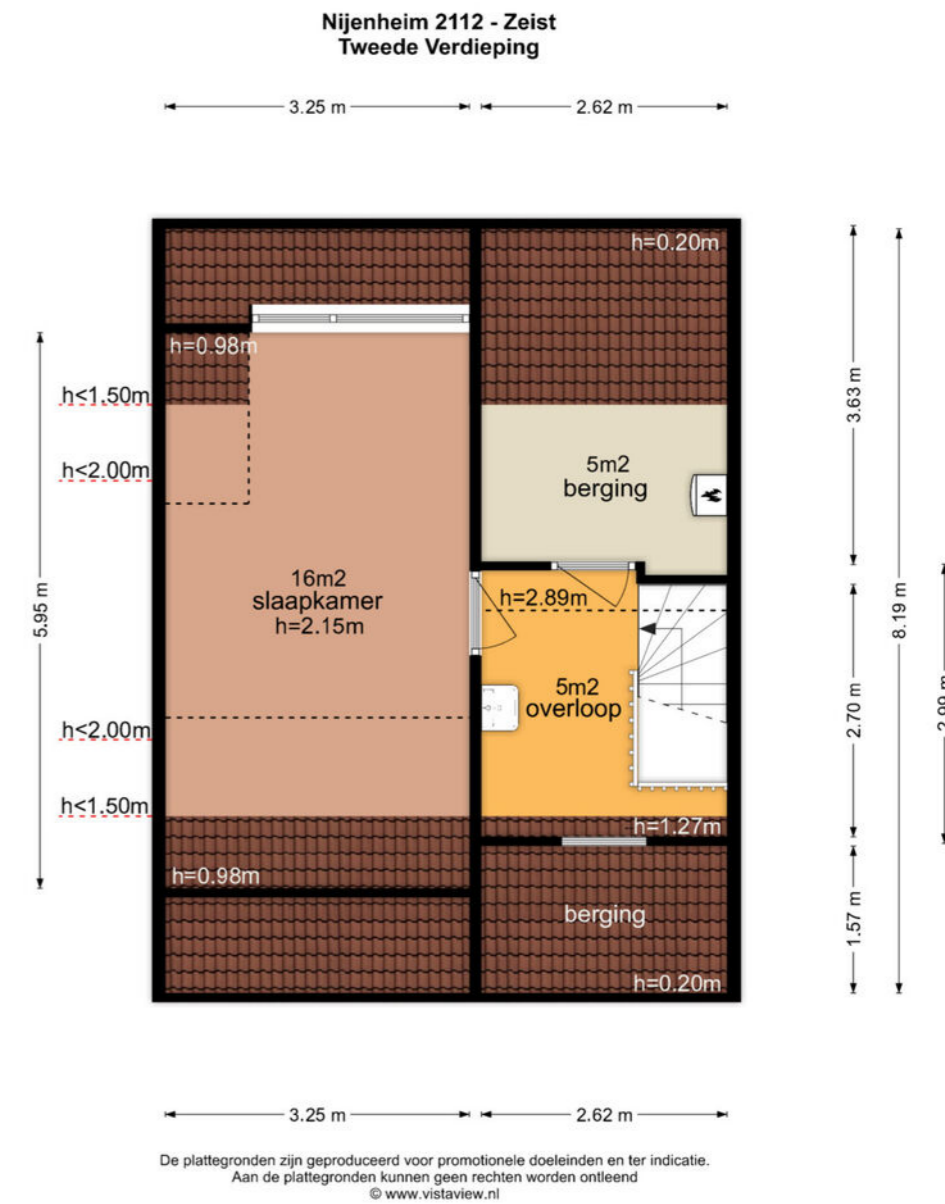 Nijenheim 2112 - Zeist
Tweede Verdieping
3.25 m
2.62 m
h=0.20m
h=0.98m
h<1.50m
3.63 m
h<2.00m
5m2
berging
16m2
slaapkamer
h=2.15m
h=2.89m
5.95 m
8.19 m
5m2
overloop
2.70 m
2.99 m
h<2.00m
h<1.50m
h=1.27m
h=0.98m
berging
1.57 m
h=0.20m
3.25 m
2.62 m
De plattegronden zijn geproduceerd voor promotionele doeleinden en ter indicatie.
Aan de plattegronden kunnen geen rechten worden ontleend
© www.vistaview.nl